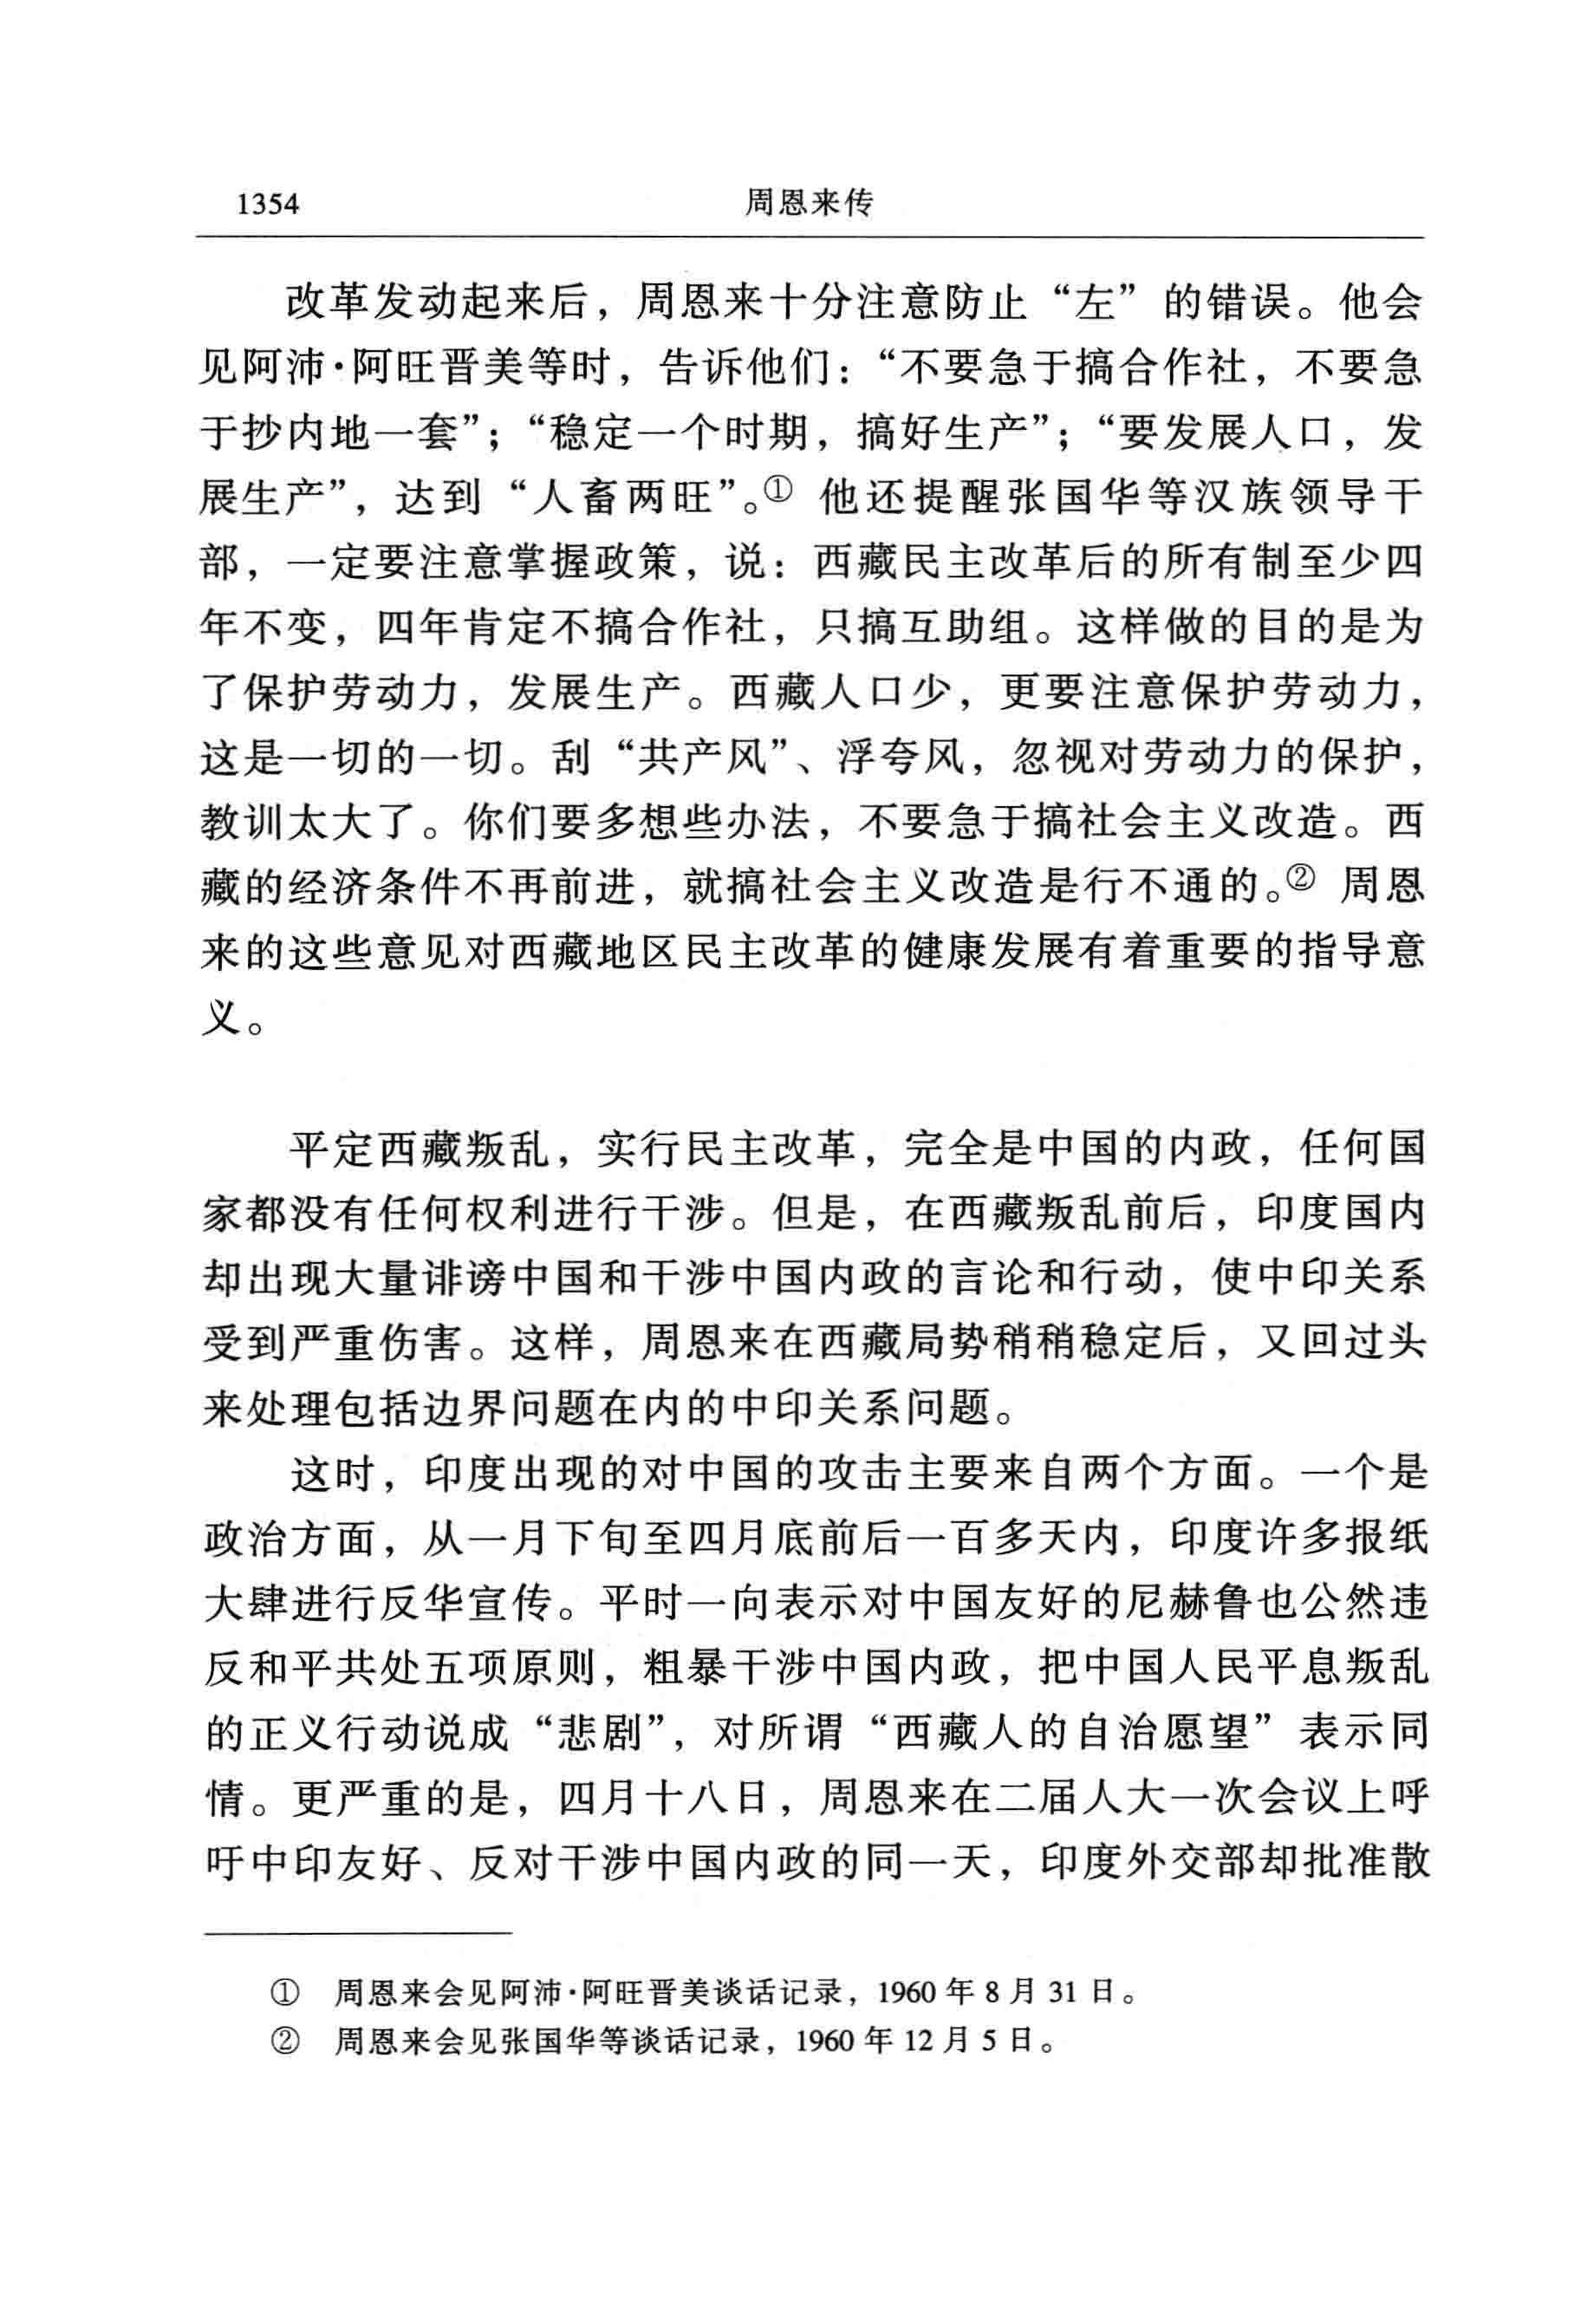 1354 周恩来传
改革发动起来后，周恩来十分注意防止“左”的错误。他会
见阿沛·阿旺晋美等时，告诉他们：“不要急于搞合作社，不要急
于抄内地一套”；“稳定一个时期，搞好生产”；“要发展人口，发
展生产”，达到“人畜两旺”。① 他还提醒张国华等汉族领导干
部，一定要注意掌握政策，说：西藏民主改革后的所有制至少四
年不变，四年肯定不搞合作社，只搞互助组。这样做的目的是为
了保护劳动力，发展生产。西藏人口少，更要注意保护劳动力，
这是一切的一切。刮“共产风”、浮夸风，忽视对劳动力的保护，
教训太大了。你们要多想些办法，不要急于搞社会主义改造。西
藏的经济条件不再前进，就搞社会主义改造是行不通的。② 周恩
来的这些意见对西藏地区民主改革的健康发展有着重要的指导意
义。
平定西藏叛乱，实行民主改革，完全是中国的内政，任何国
家都没有任何权利进行干涉。但是，在西藏叛乱前后，印度国内
却出现大量诽谤中国和干涉中国内政的言论和行动，使中印关系
受到严重伤害。这样，周恩来在西藏局势稍稍稳定后，又回过头
来处理包括边界问题在内的中印关系问题。
这时，印度出现的对中国的攻击主要来自两个方面。一个是
政治方面，从一月下旬至四月底前后一百多天内，印度许多报纸
大肆进行反华宣传。平时一向表示对中国友好的尼赫鲁也公然违
反和平共处五项原则，粗暴干涉中国内政，把中国人民平息叛乱
的正义行动说成“悲剧”，对所谓“西藏人的自治愿望”表示同
情。更严重的是，四月十八日，周恩来在二届人大一次会议上呼
吁中印友好、反对干涉中国内政的同一天，印度外交部却批准散
① 周恩来会见阿沛·阿旺晋美谈话记录，1960 年 8 月 31 日。
② 周恩来会见张国华等谈话记录，1960 年 12 月 5 日。